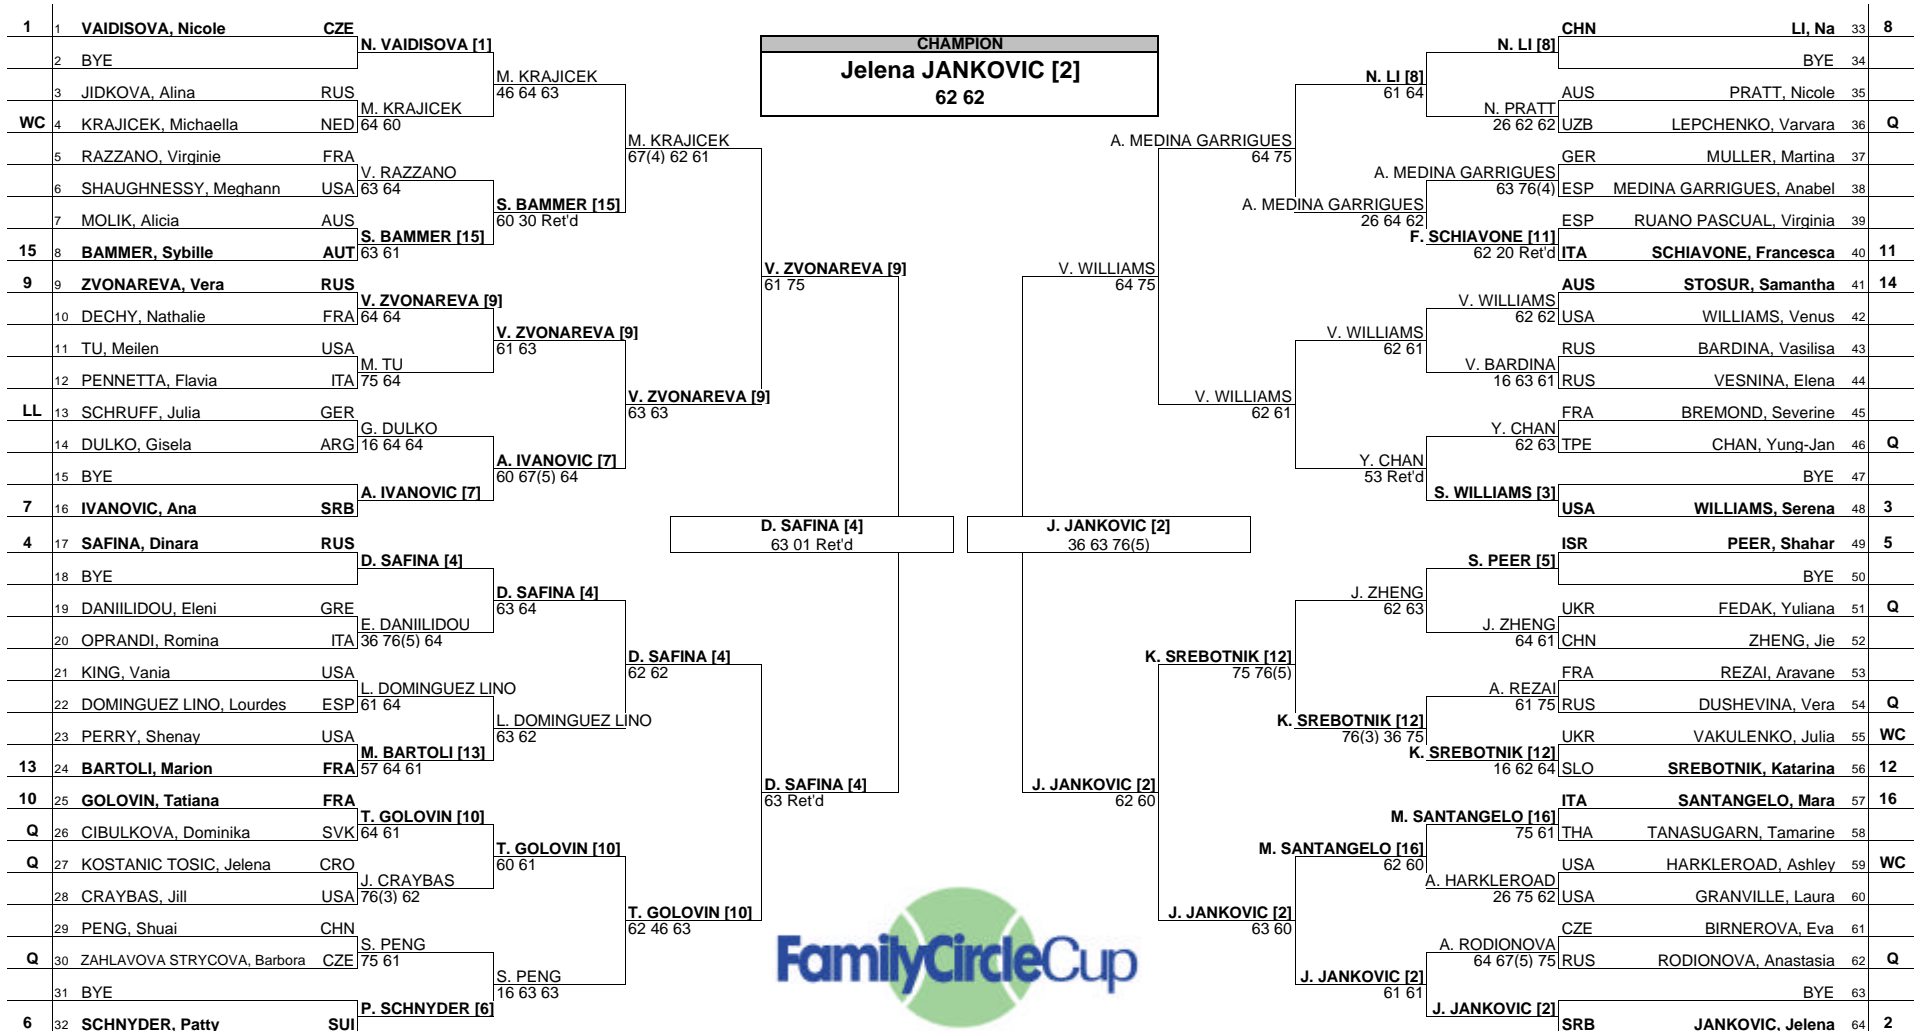 1 1 VAIDISOVA, Nicole CZE
2 BYE
3 JIDKOVA, Alina RUS
WC 4 KRAJICEK, Michaella NED
5 RAZZANO, Virginie FRA
6 SHAUGHNESSY, Meghann USA
7 MOLIK, Alicia AUS
15 8 BAMMER, Sybille AUT
9 9 ZVONAREVA, Vera RUS
10 DECHY, Nathalie FRA
11 TU, Meilen USA
12 PENNETTA, Flavia ITA
LL 13 SCHRUFF, Julia GER
14 DULKO, Gisela ARG
15 BYE
7 16 IVANOVIC, Ana SRB
4 17 SAFINA, Dinara RUS
18 BYE
19 DANIILIDOU, Eleni GRE
20 OPRANDI, Romina ITA
21 KING, Vania USA
22 DOMINGUEZ LINO, Lourdes ESP
23 PERRY, Shenay USA
13 24 BARTOLI, Marion FRA
10 25 GOLOVIN, Tatiana FRA
Q 26 CIBULKOVA, Dominika SVK
Q 27 KOSTANIC TOSIC, Jelena CRO
28 CRAYBAS, Jill USA
29 PENG, Shuai CHN
Q 30 ZAHLAVOVA STRYCOVA, Barbora CZE
31 BYE
6 32 SCHNYDER, Patty SUI
N. VAIDISOVA [1]
M. KRAJICEK
64 60
V. RAZZANO
63 64
S. BAMMER [15]
63 61
V. ZVONAREVA [9]
64 64
M. TU
75 64
G. DULKO
16 64 64
A. IVANOVIC [7]
D. SAFINA [4]
E. DANIILIDOU
36 76(5) 64
L. DOMINGUEZ LINO
61 64
M. BARTOLI [13]
57 64 61
T. GOLOVIN [10]
64 61
J. CRAYBAS
76(3) 62
S. PENG
75 61
P. SCHNYDER [6]
M. KRAJICEK
46 64 63
S. BAMMER [15]
60 30 Ret'd
V. ZVONAREVA [9]
61 63
A. IVANOVIC [7]
60 67(5) 64
D. SAFINA [4]
63 64
L. DOMINGUEZ LINO
63 62
T. GOLOVIN [10]
60 61
S. PENG
16 63 63
M. KRAJICEK
67(4) 62 61
V. ZVONAREVA [9]
63 63
D. SAFINA [4]
62 62
T. GOLOVIN [10]
62 46 63
V. ZVONAREVA [9]
61 75
D. SAFINA [4]
63 Ret'd
D. SAFINA [4]
63 01 Ret'd
CHAMPION
Jelena JANKOVIC [2]
62 62
J. JANKOVIC [2]
36 63 76(5)
V. WILLIAMS
64 75
J. JANKOVIC [2]
62 60
A. MEDINA GARRIGUES
64 75
V. WILLIAMS
62 61
K. SREBOTNIK [12]
75 76(5)
J. JANKOVIC [2]
63 60
N. LI [8]
61 64
A. MEDINA GARRIGUES
26 64 62
V. WILLIAMS
62 61
Y. CHAN
53 Ret'd
J. ZHENG
62 63
K. SREBOTNIK [12]
76(3) 36 75
M. SANTANGELO [16]
62 60
J. JANKOVIC [2]
61 61
N. LI [8]
N. PRATT
26 62 62
A. MEDINA GARRIGUES
63 76(4)
F. SCHIAVONE [11]
62 20 Ret'd
V. WILLIAMS
62 62
V. BARDINA
16 63 61
Y. CHAN
62 63
S. WILLIAMS [3]
S. PEER [5]
J. ZHENG
64 61
A. REZAI
61 75
K. SREBOTNIK [12]
16 62 64
M. SANTANGELO [16]
75 61
A. HARKLEROAD
26 75 62
A. RODIONOVA
64 67(5) 75
J. JANKOVIC [2]
CHN LI, Na 33 8
BYE 34
AUS PRATT, Nicole 35
UZB LEPCHENKO, Varvara 36 Q
GER MULLER, Martina 37
ESP MEDINA GARRIGUES, Anabel 38
ESP RUANO PASCUAL, Virginia 39
ITA SCHIAVONE, Francesca 40 11
AUS STOSUR, Samantha 41 14
USA WILLIAMS, Venus 42
RUS BARDINA, Vasilisa 43
RUS VESNINA, Elena 44
FRA BREMOND, Severine 45
TPE CHAN, Yung-Jan 46 Q
BYE 47
USA WILLIAMS, Serena 48 3
ISR PEER, Shahar 49 5
BYE 50
UKR FEDAK, Yuliana 51 Q
CHN ZHENG, Jie 52
FRA REZAI, Aravane 53
RUS DUSHEVINA, Vera 54 Q
UKR VAKULENKO, Julia 55 WC
SLO SREBOTNIK, Katarina 56 12
ITA SANTANGELO, Mara 57 16
THA TANASUGARN, Tamarine 58
USA HARKLEROAD, Ashley 59 WC
USA GRANVILLE, Laura 60
CZE BIRNEROVA, Eva 61
RUS RODIONOVA, Anastasia 62 Q
BYE 63
SRB JANKOVIC, Jelena 64 2
FamilyCircleCup